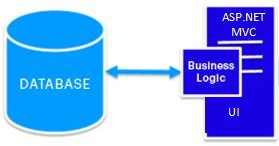 DATABASE
Business
Logic
ASP.NET
MVC
UI